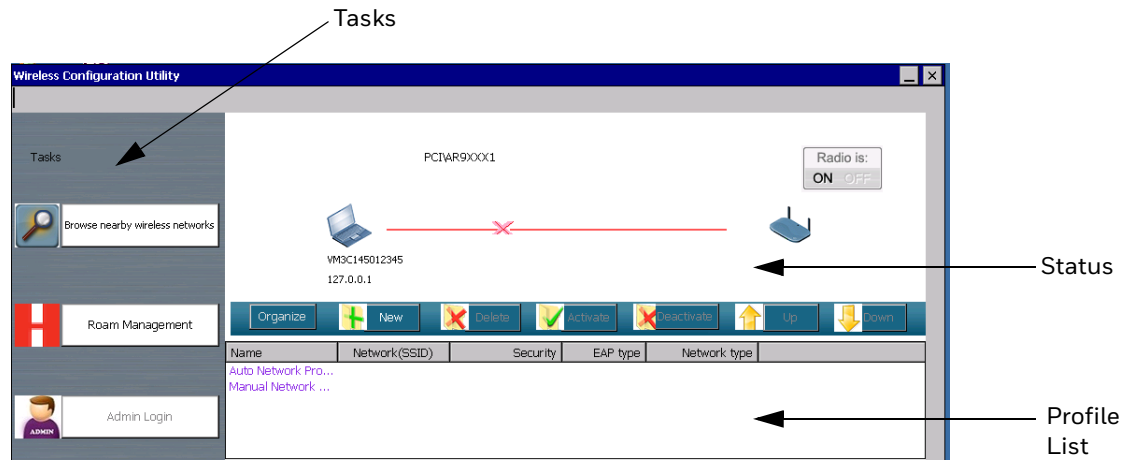 Tasks
Wireless Configuration Utility
Tasks
PCI\AR9XXX1
Radio is:
ON OFF
Browse nearby wireless networks
VM3C145012345
127.0.0.1
Status
Organize New Delete Activate Deactivate Up Down
Roam Management
Name Network(SSID) Security EAP type Network type
Auto Network Pro...
Manual Network ...
Admin Login
ADMIN
Profile
List